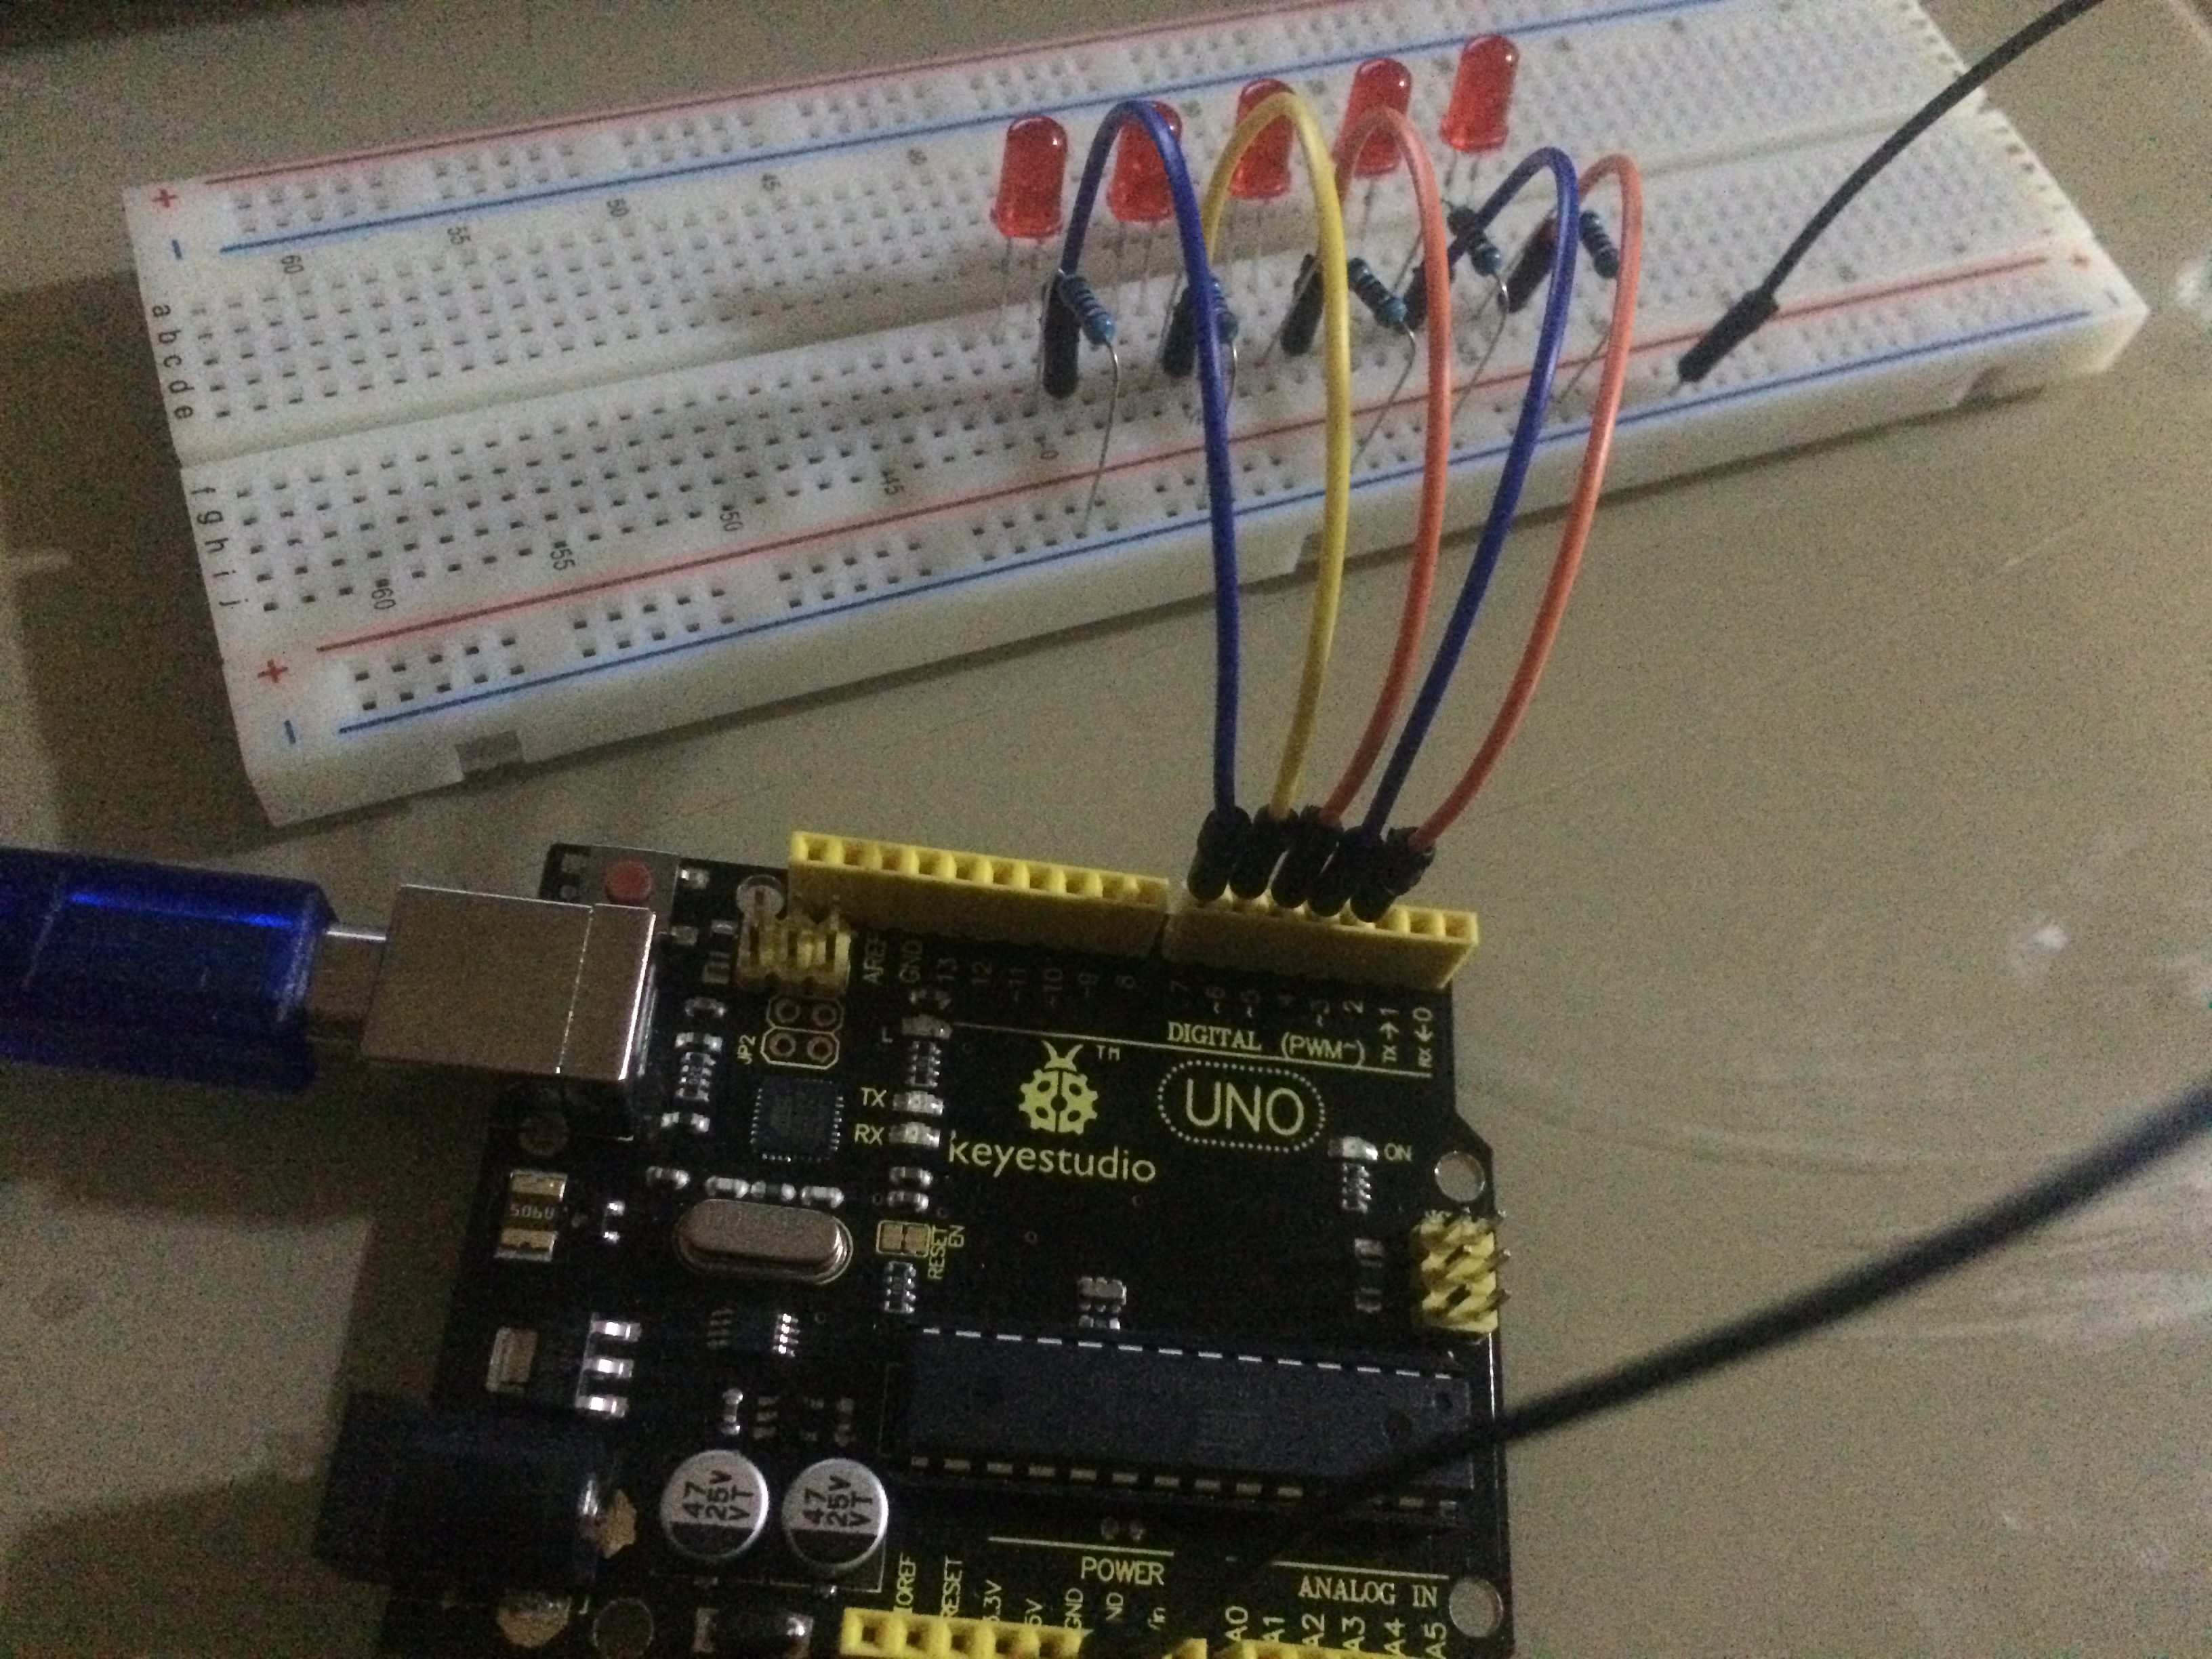 47
25V
VT
47
25V
VT
JP2
TX
RX
L
RESET
EN
AREF
GND
13
12
~11
~10
~9
8
7
~6
~5
4
~3
2
TX→1
RX←0
DIGITAL (PWM~)
keyestudio
TM
UNO
ON
IOREF
RESET
3.3V
5V
GND
ND
POWER
A0
A1
A2
A3
A4
A5
ANALOG IN
- +
j i h g f
e d c b a
- +
60
60
55
55
50
50
45
45
+
-